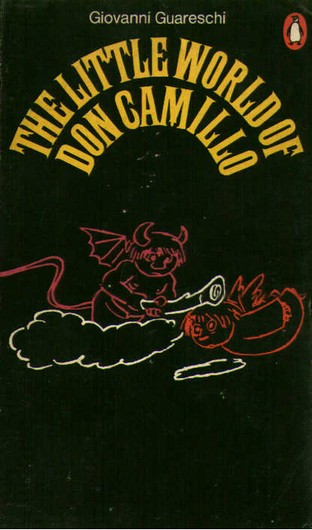 Giovanni Guareschi
THE LITTLE WORLD OF
DON CAMILLO